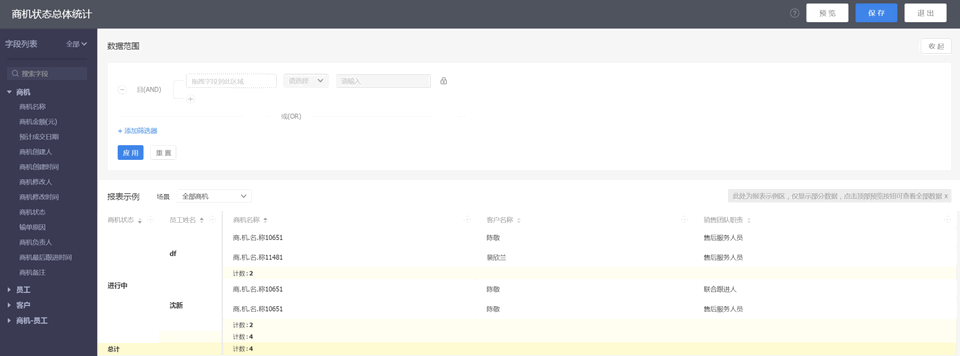 商机状态总体统计
预 览
保 存
退 出
字段列表
全部
数据范围
收 起
搜索字段
商机
商机名称
商机金额(元)
预计成交日期
商机创建人
商机创建时间
商机修改人
商机修改时间
商机状态
输单原因
商机负责人
商机最后跟进时间
商机备注
员工
客户
商机-员工
且(AND)
拖拽字段到此区域
请选择
请输入
或(OR)
+ 添加筛选器
应 用
重 置
报表示例
场景
全部商机
此处为报表示例区，仅显示部分数据，点击顶部预览按钮可查看全部数据 x
商机状态
员工姓名
商机名称
客户名称
销售团队职责
进行中
df
商.机.名.称10651
陈敬
售后服务人员
商.机.名.称11481
裴欣兰
售后服务人员
计数:2
沈新
商.机.名.称10651
陈敬
联合跟进人
商.机.名.称10651
陈敬
售后服务人员
计数:2
计数:4
总计
计数:4